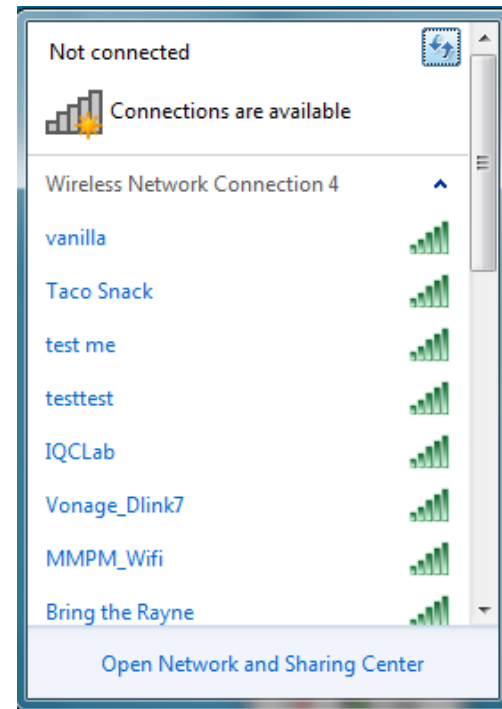 Not connected
Connections are available
Wireless Network Connection 4
vanilla
Taco Snack
test me
testtest
IQCLab
Vonage_Dlink7
MMPM_Wifi
Bring the Rayne
Open Network and Sharing Center